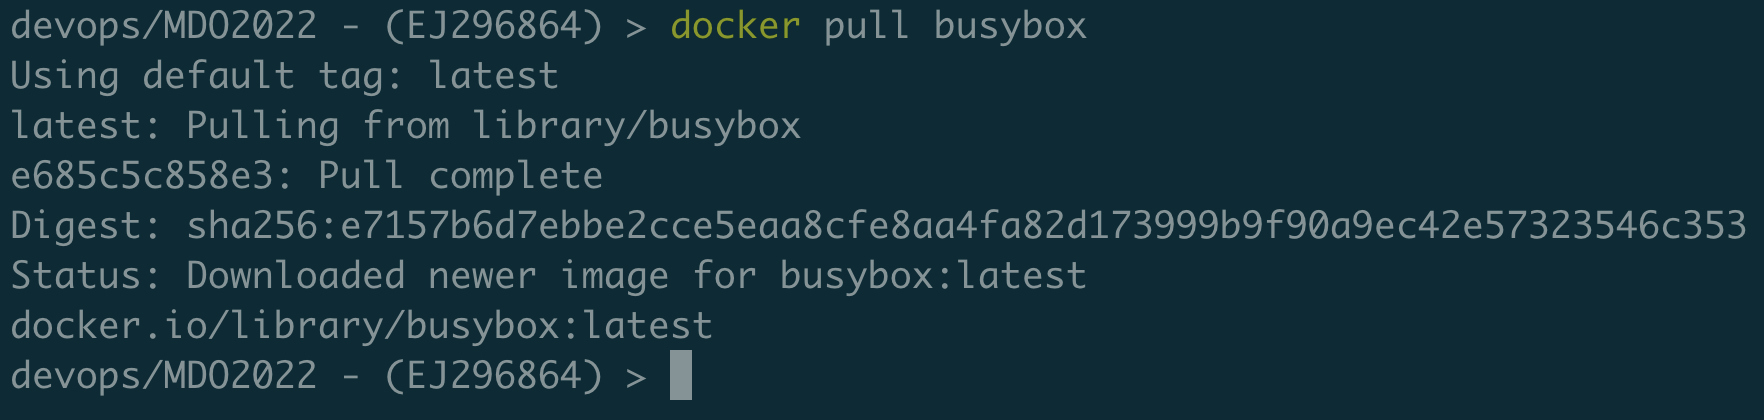 devops/MDO2022 - (EJ296864) > docker pull busybox
Using default tag: latest
latest: Pulling from library/busybox
e685c5c858e3: Pull complete
Digest: sha256:e7157b6d7ebbe2cce5eaa8cfe8aa4fa82d173999b9f90a9ec42e57323546c353
Status: Downloaded newer image for busybox:latest
docker.io/library/busybox:latest
devops/MDO2022 - (EJ296864) >